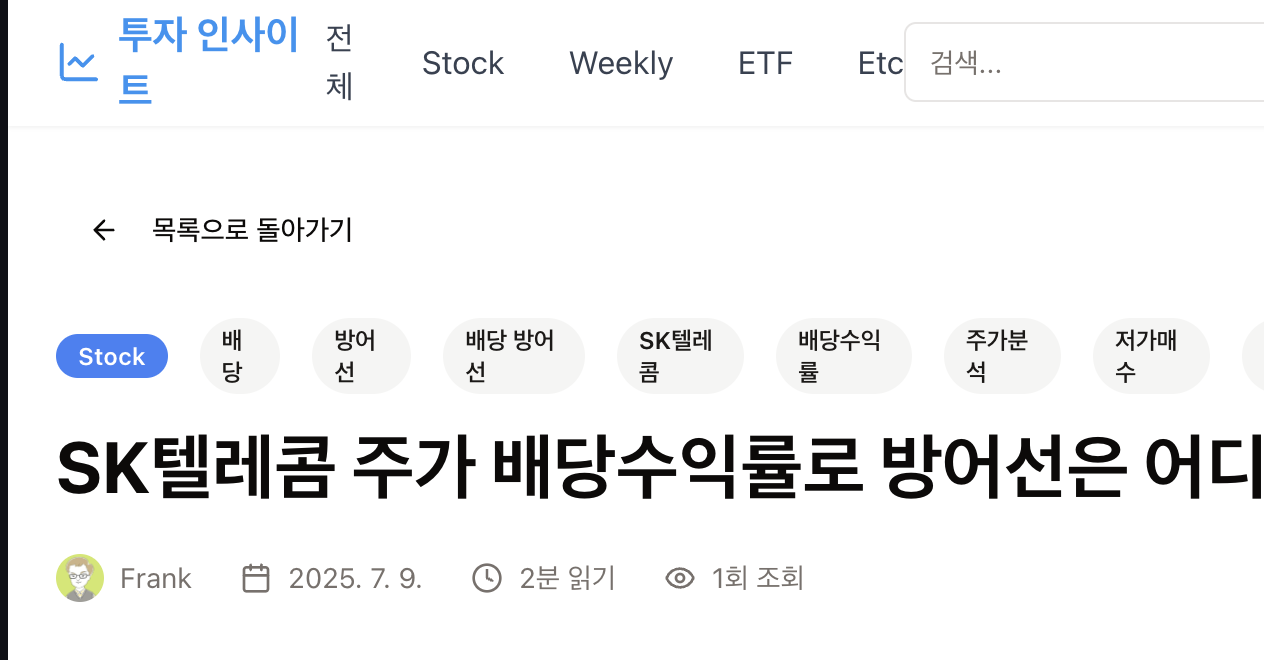 투자 인사이
트
전
체
Stock
Weekly
ETF
Etc
검색...
목록으로 돌아가기
Stock
배
당
방어
선
배당 방어
선
SK텔레
콤
배당수익
률
주가분
석
저가매
수
SK텔레콤 주가 배당수익률로 방어선은 어디
Frank
2025. 7. 9.
2분 읽기
1회 조회